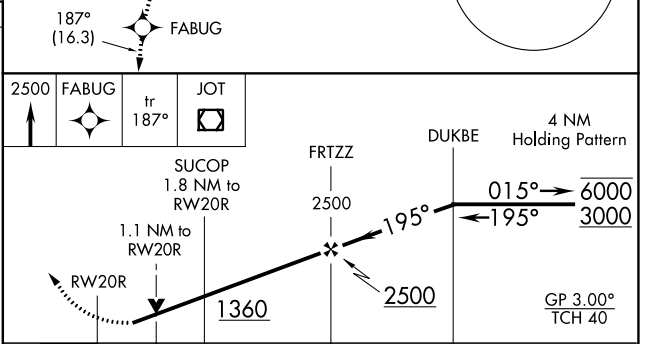 187°
(16.3)
FABUG
2500
FABUG
tr
187°
JOT
4 NM
Holding Pattern
DUKBE
FRTZZ
SUCOP
1.8 NM to
RW20R
2500
015°
6000
195°
195°
3000
1.1 NM to
RW20R
RW20R
1360
2500
GP 3.00°
TCH 40